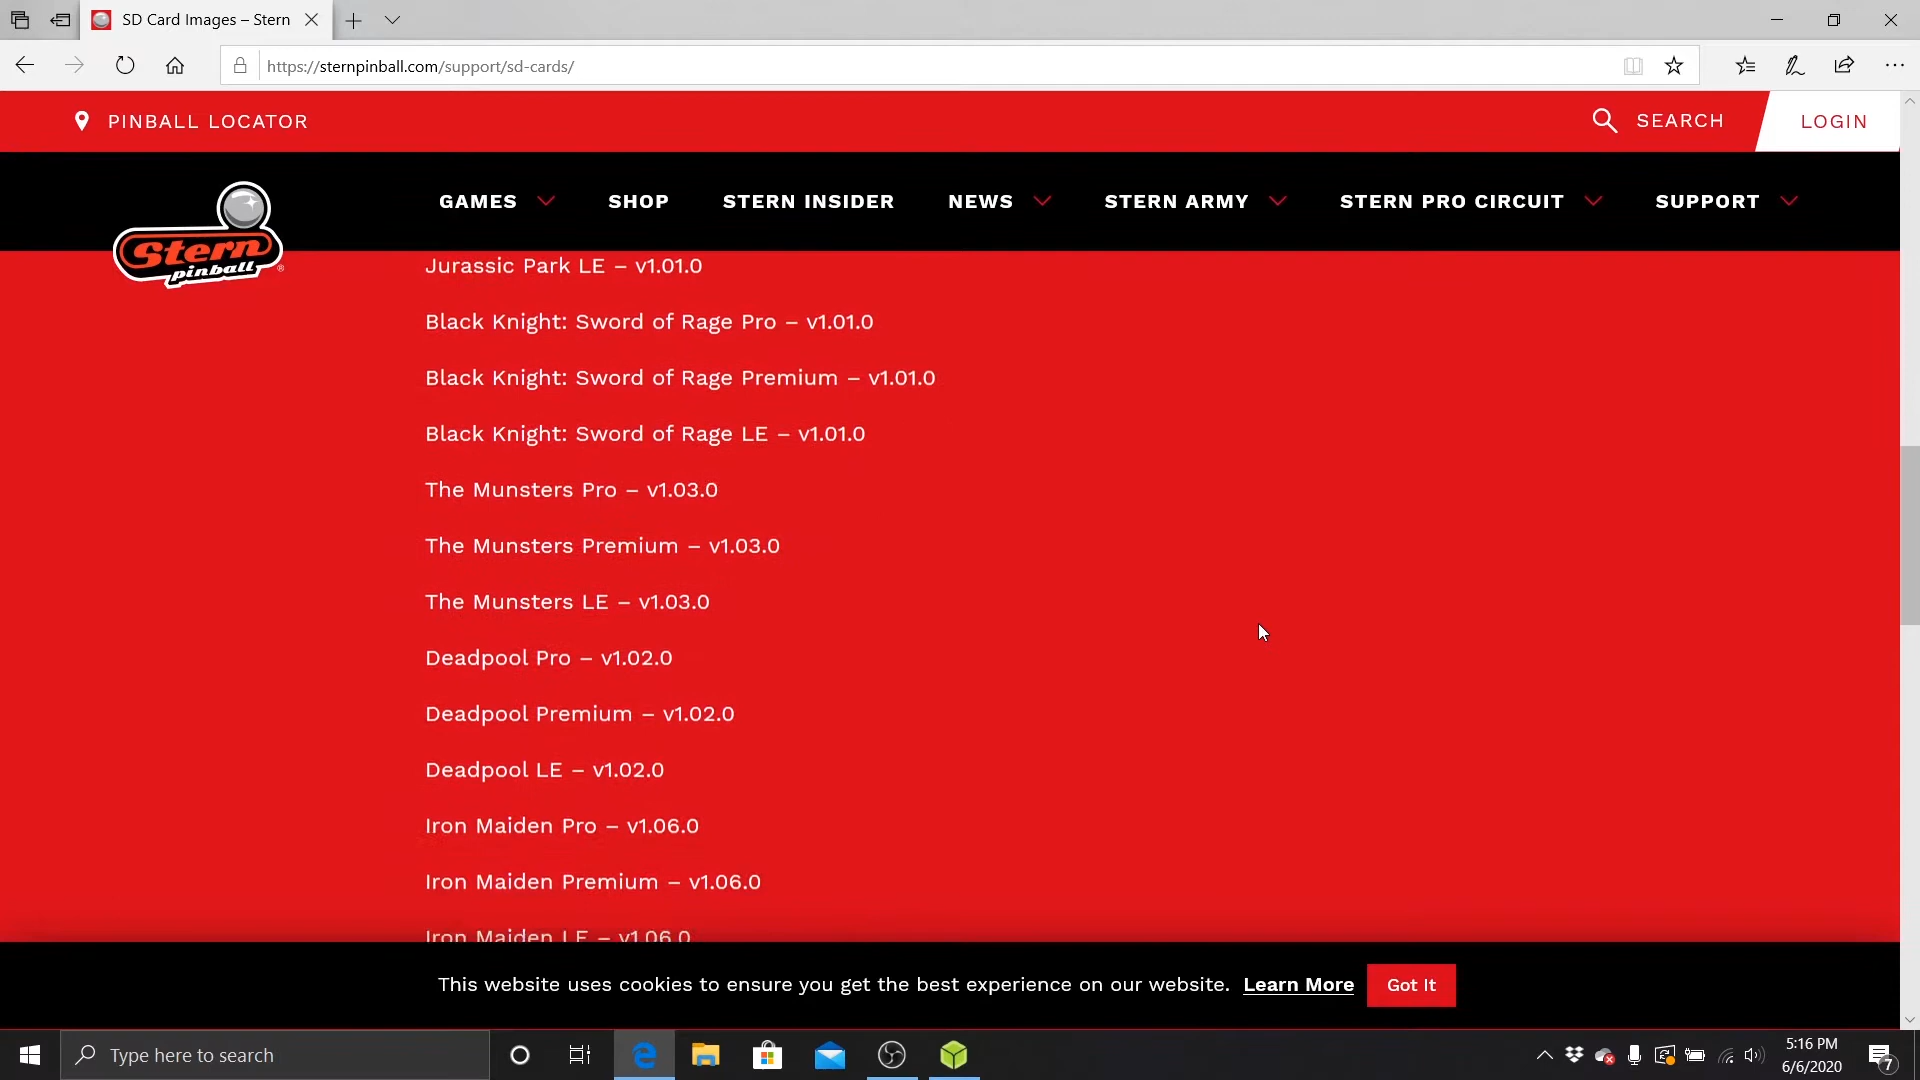 SD Card Images – Stern
https://sternpinball.com/support/sd-cards/
PINBALL LOCATOR
SEARCH
LOGIN
Stern
pinball
®
GAMES
SHOP
STERN INSIDER
NEWS
STERN ARMY
STERN PRO CIRCUIT
SUPPORT
Jurassic Park LE – v1.01.0
Black Knight: Sword of Rage Pro – v1.01.0
Black Knight: Sword of Rage Premium – v1.01.0
Black Knight: Sword of Rage LE – v1.01.0
The Munsters Pro – v1.03.0
The Munsters Premium – v1.03.0
The Munsters LE – v1.03.0
Deadpool Pro – v1.02.0
Deadpool Premium – v1.02.0
Deadpool LE – v1.02.0
Iron Maiden Pro – v1.06.0
Iron Maiden Premium – v1.06.0
Iron Maiden LE – v1.06.0
This website uses cookies to ensure you get the best experience on our website. Learn More
Got It
Type here to search
5:16 PM
6/6/2020
7